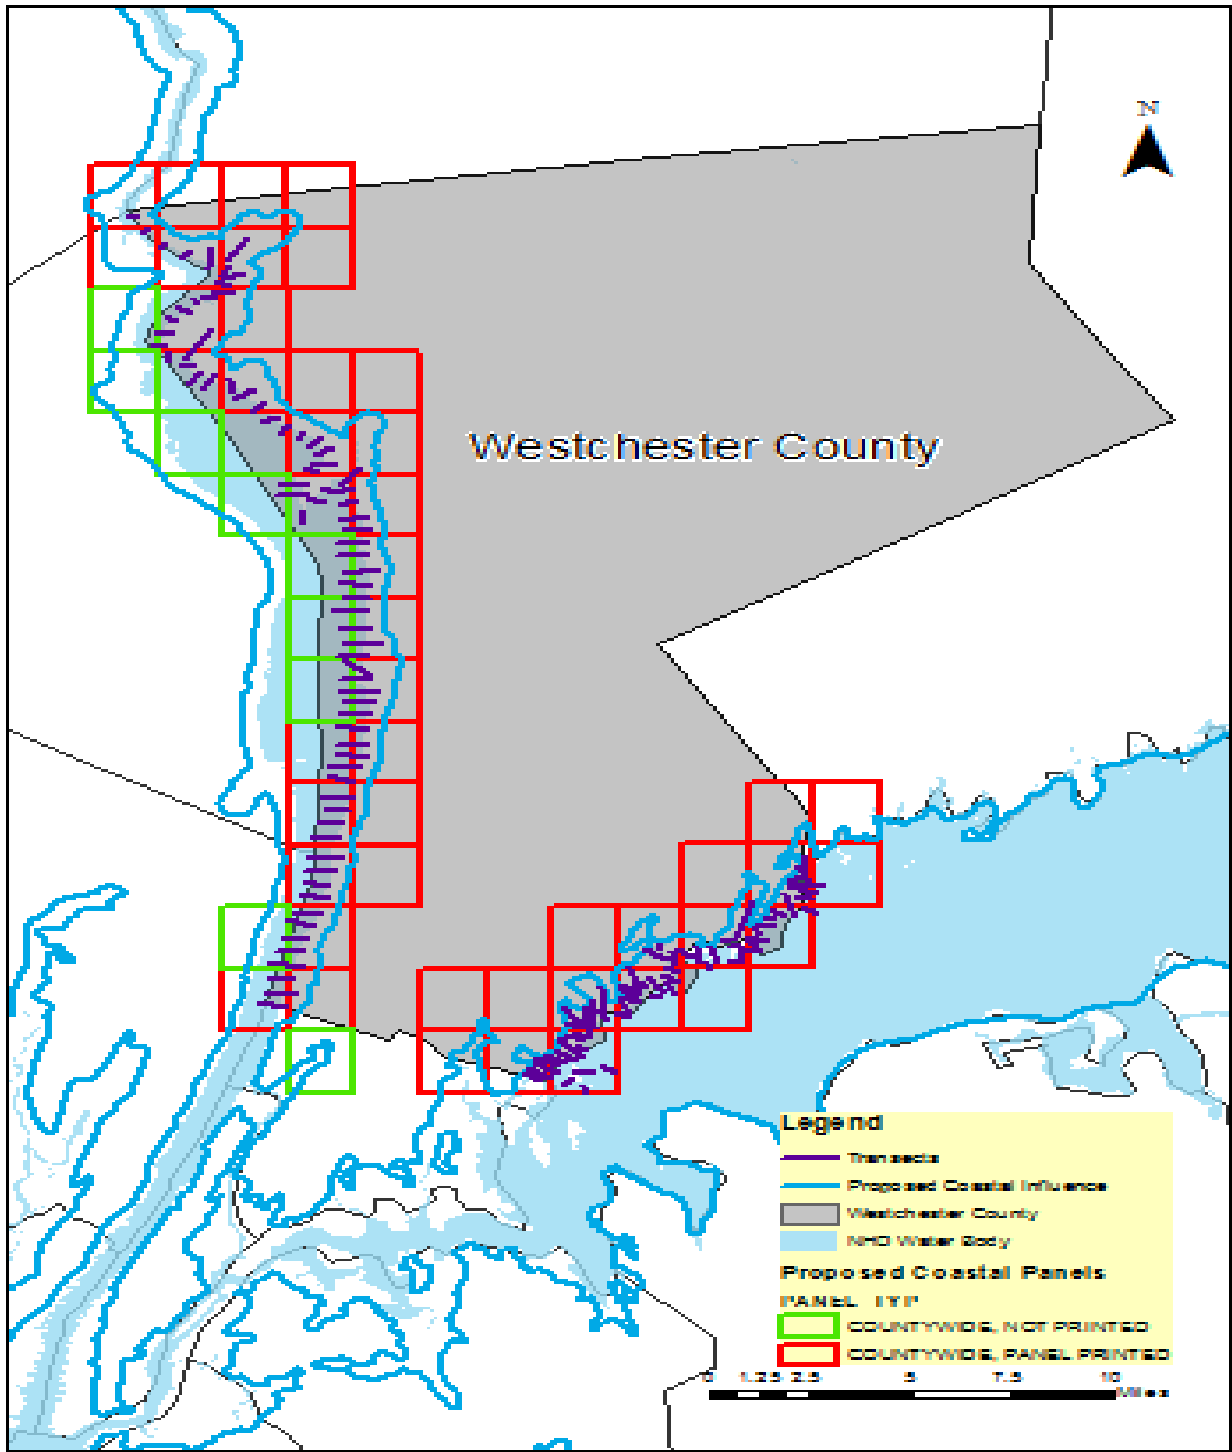 N
Westchester County
Legend
Transects
Proposed Coastal Influence
Westchester County
NHD Water Body
Proposed Coastal Panels
PANEL_TYP
COUNTYWIDE, NOT PRINTED
COUNTYWIDE, PANEL PRINTED
0 1.25 2.5 5 7.5 10
Miles